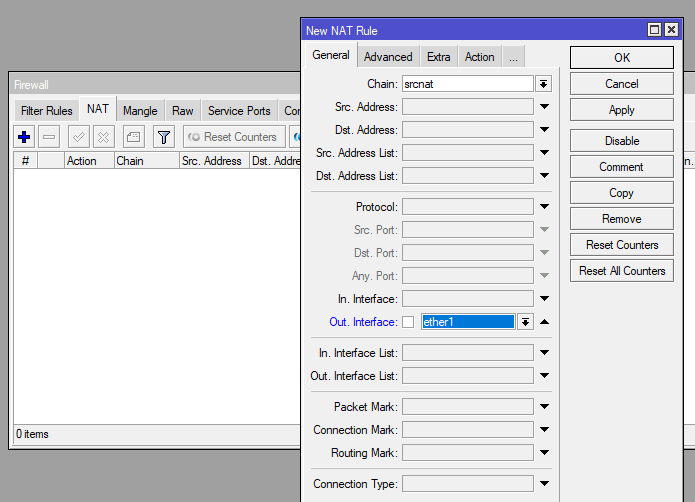 New NAT Rule
General Advanced Extra Action ...
Chain: srcnat
Src. Address:
Dst. Address:
Src. Address List:
Dst. Address List:
Protocol:
Src. Port:
Dst. Port:
Any. Port:
In. Interface:
Out. Interface: ether1
In. Interface List:
Out. Interface List:
Packet Mark:
Connection Mark:
Routing Mark:
Connection Type:
OK
Cancel
Apply
Disable
Comment
Copy
Remove
Reset Counters
Reset All Counters
Firewall
Filter Rules NAT Mangle Raw Service Ports
Reset Counters
# Action Chain Src. Address Dst.
0 items